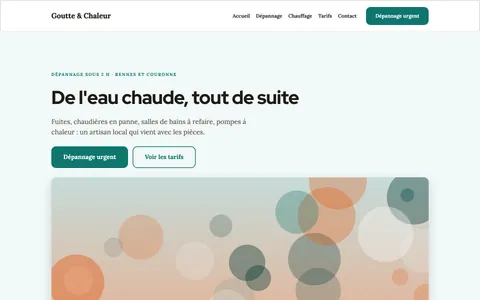 Goutte & Chaleur
Accueil Dépannage Chauffage Tarifs Contact Dépannage urgent
DÉPANNAGE SOUS 2 H · RENNES ET COURONNE
De l'eau chaude, tout de suite
Fuites, chaudières en panne, salles de bains à refaire, pompes à
chaleur : un artisan local qui vient avec les pièces.
Dépannage urgent Voir les tarifs